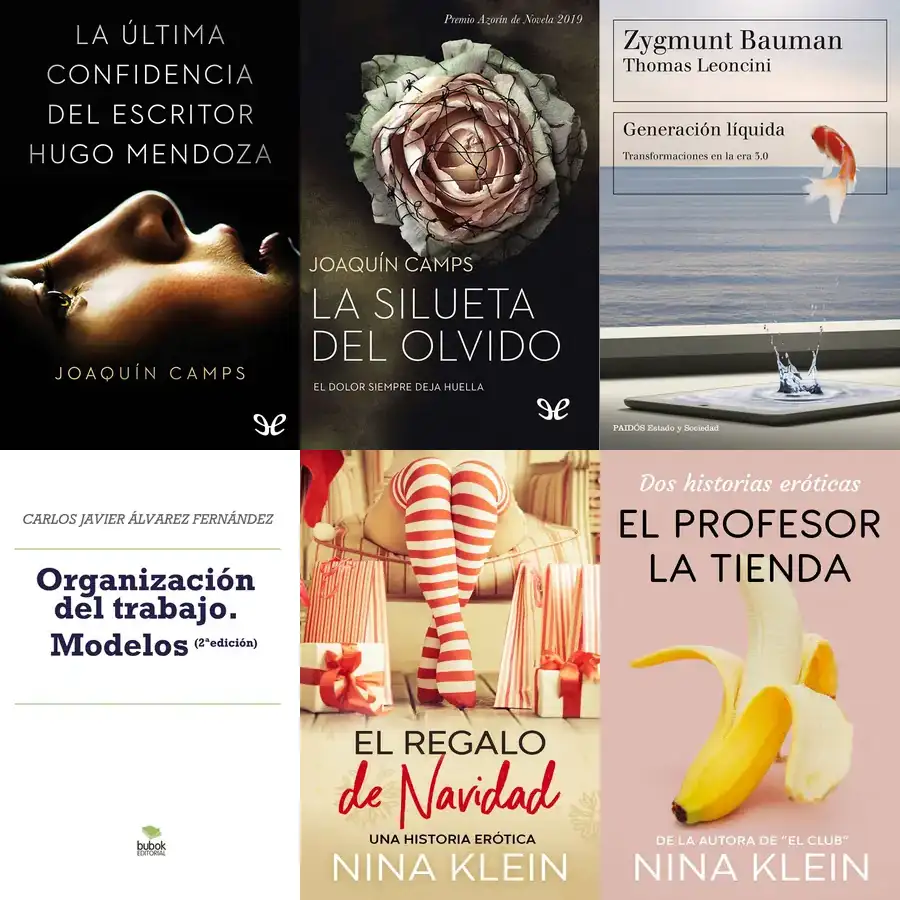 LA ÚLTIMA
CONFIDENCIA
DEL ESCRITOR
HUGO MENDOZA
JOAQUÍN CAMPS
Premio Azorín de Novela 2019
JOAQUÍN CAMPS
LA SILUETA
DEL OLVIDO
EL DOLOR SIEMPRE DEJA HUELLA
Zygmunt Bauman
Thomas Leoncini
Generación líquida
Transformaciones en la era 3.0
PAIDÓS Estado y Sociedad
CARLOS JAVIER ÁLVAREZ FERNÁNDEZ
Organización
del trabajo.
Modelos (2ªedición)
bubok
EDITORIAL
EL REGALO
de Navidad
UNA HISTORIA ERÓTICA
NINA KLEIN
Dos historias eróticas
EL PROFESOR
LA TIENDA
DE LA AUTORA DE "EL CLUB"
NINA KLEIN